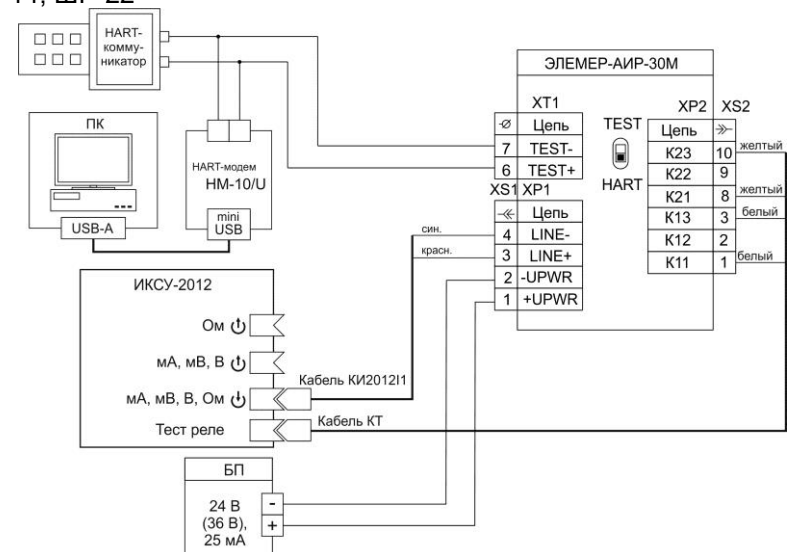 HART-
комму-
никатор
ПК
USB-A
HART-модем
HM-10/U
mini
USB
ЭЛЕМЕР-АИР-30М
XT1
Цепь
7 TEST-
6 TEST+
XS1 XP1
Цепь
4 LINE-
3 LINE+
2 -UPWR
1 +UPWR
TEST
HART
XP2 XS2
Цепь
K23 10 желтый
K22 9
K21 8 желтый
K13 3 белый
K12 2
K11 1 белый
син.
красн.
ИКСУ-2012
Ом
мА, мВ, В
мА, мВ, В, Ом
Тест реле
Кабель КИ2012I1
Кабель КТ
БП
24 В
(36 В),
25 мА
-
+